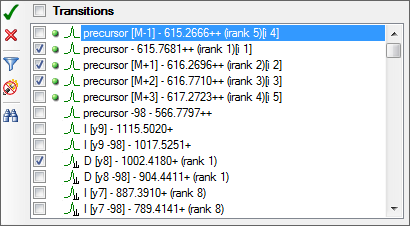 Transitions
precursor [M-1] - 615.2666++ (rank 5)[i 4]
precursor - 615.7681++ (rank 1)[i 1]
precursor [M+1] - 616.2696++ (rank 2)[i 2]
precursor [M+2] - 616.7710++ (rank 3)[i 3]
precursor [M+3] - 617.2723++ (rank 4)[i 5]
precursor -98 - 566.7797++
I [y9] - 1115.5020+
I [y9 -98] - 1017.5251+
D [y8] - 1002.4180+ (rank 1)
D [y8 -98] - 904.4411+ (rank 1)
I [y7] - 887.3910+ (rank 8)
I [y7 -98] - 789.4141+ (rank 8)